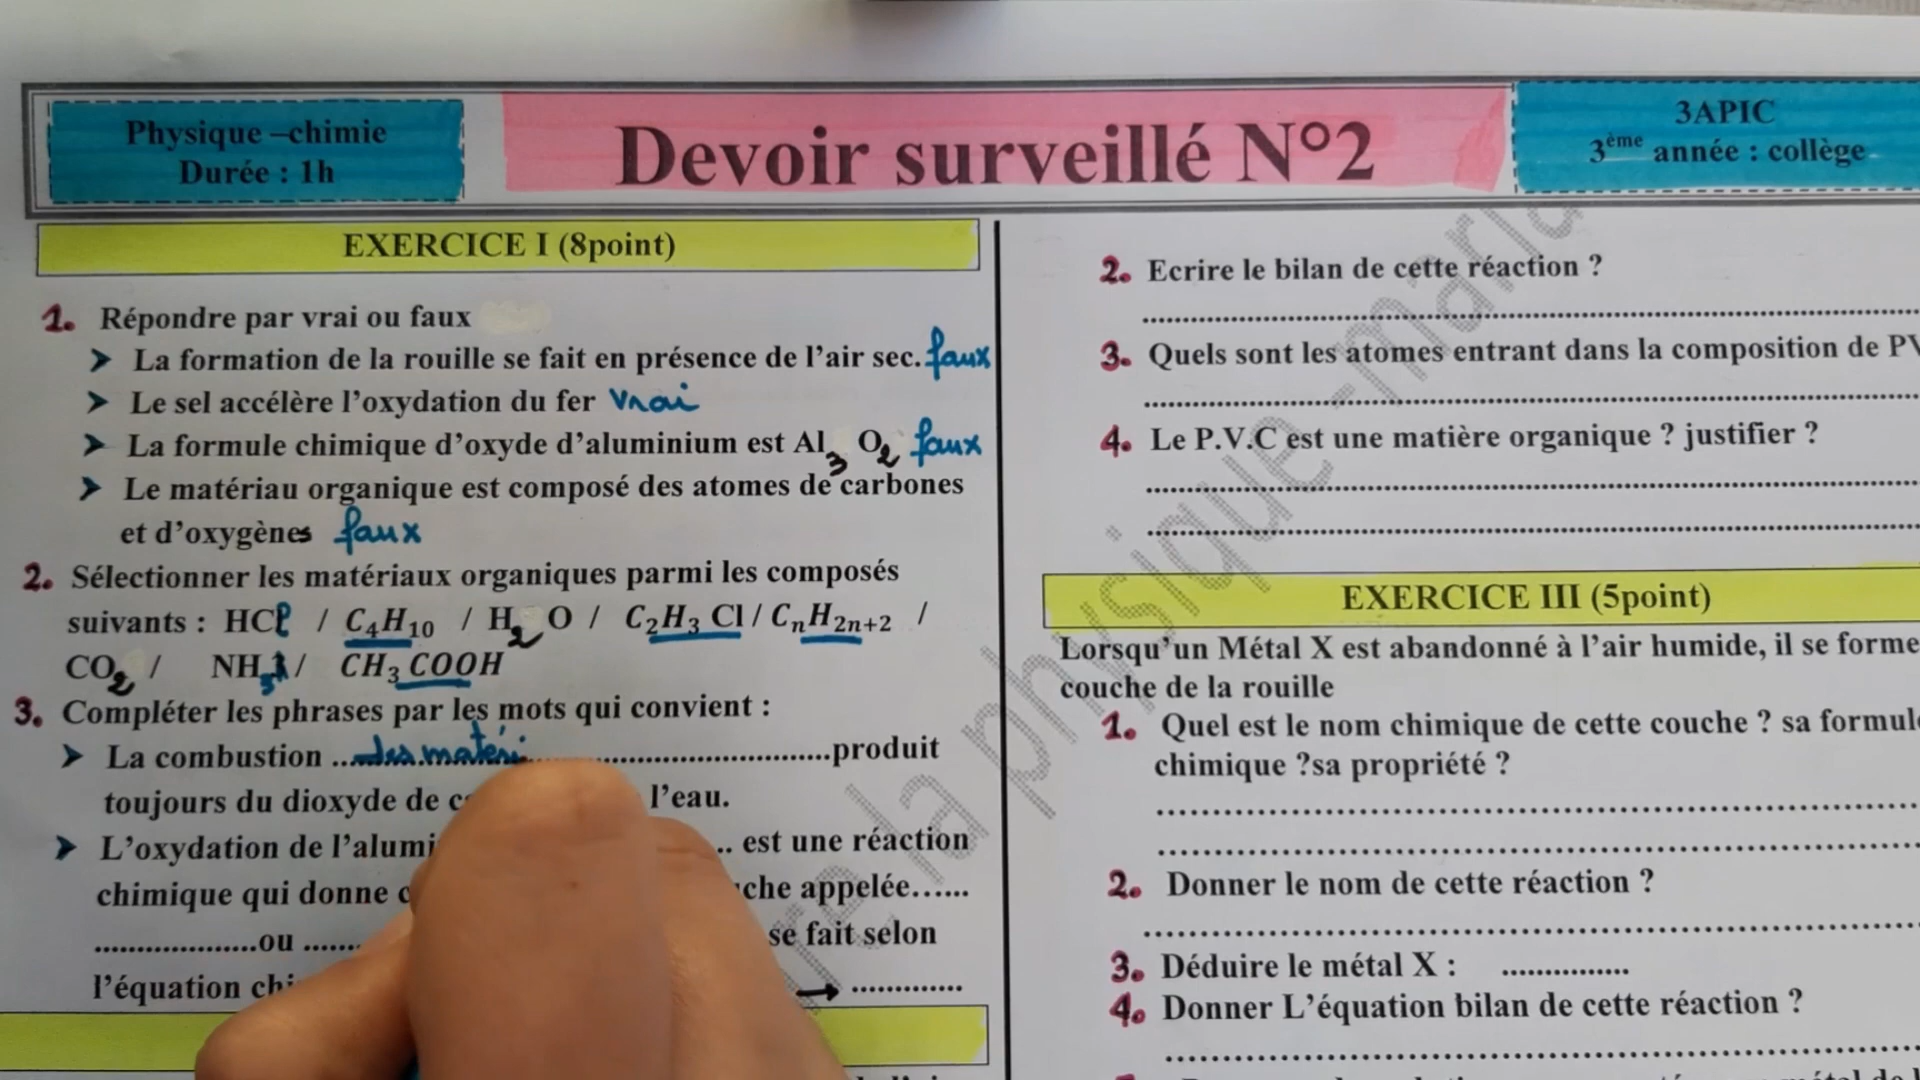 Physique –chimie
Durée : 1h
Devoir surveillé N°2
3APIC
3ème année : collège
EXERCICE I (8point)
1. Répondre par vrai ou faux
➤ La formation de la rouille se fait en présence de l'air sec. faux
➤ Le sel accélère l'oxydation du fer vrai
➤ La formule chimique d'oxyde d'aluminium est Al3 O2 faux
➤ Le matériau organique est composé des atomes de carbones
et d'oxygènes faux
2. Sélectionner les matériaux organiques parmi les composés
suivants : HCl / C4H10 / H2O / C2H3 Cl / CnH2n+2 /
CO2 / NH3 / CH3COOH
3. Compléter les phrases par les mots qui convient :
➤ La combustion ..des matéri..............................produit
toujours du dioxyde de l'eau.
➤ L'oxydation de .. est une réaction
chimique qui donne appelée......
...................ou ....... se fait selon
l'équation → .............
2. Ecrire le bilan de cette réaction ?
3. Quels sont les atomes entrant dans la composition de
4. Le P.V.C est une matière organique ? justifier ?
EXERCICE III (5point)
Lorsqu'un Métal X est abandonné à l'air humide, il se forme
couche de la rouille
1. Quel est le nom chimique de cette couche ? sa
chimique ?sa propriété ?
2. Donner le nom de cette réaction ?
3. Déduire le métal X : ...............
4. Donner L'équation bilan de cette réaction ?